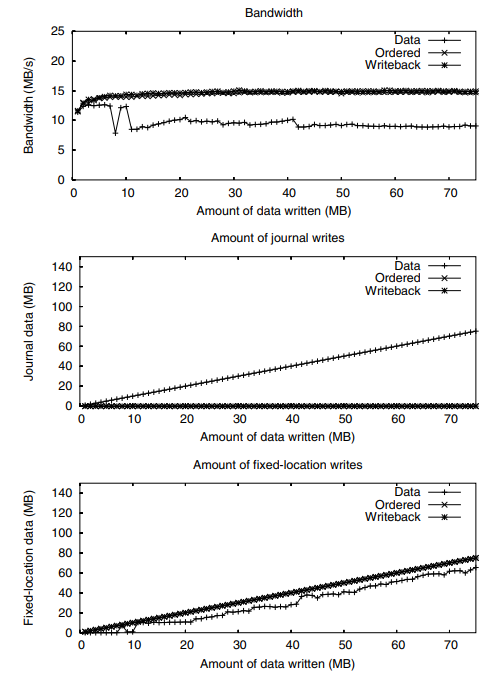 Bandwidth
25
20
15
10
5
0
Bandwidth (MB/s)
Data
Ordered
Writeback
0 10 20 30 40 50 60 70
Amount of data written (MB)
Amount of journal writes
140
120
100
80
60
40
20
0
Journal data (MB)
Data
Ordered
Writeback
0 10 20 30 40 50 60 70
Amount of data written (MB)
Amount of fixed-location writes
140
120
100
80
60
40
20
0
Fixed-location data (MB)
Data
Ordered
Writeback
0 10 20 30 40 50 60 70
Amount of data written (MB)